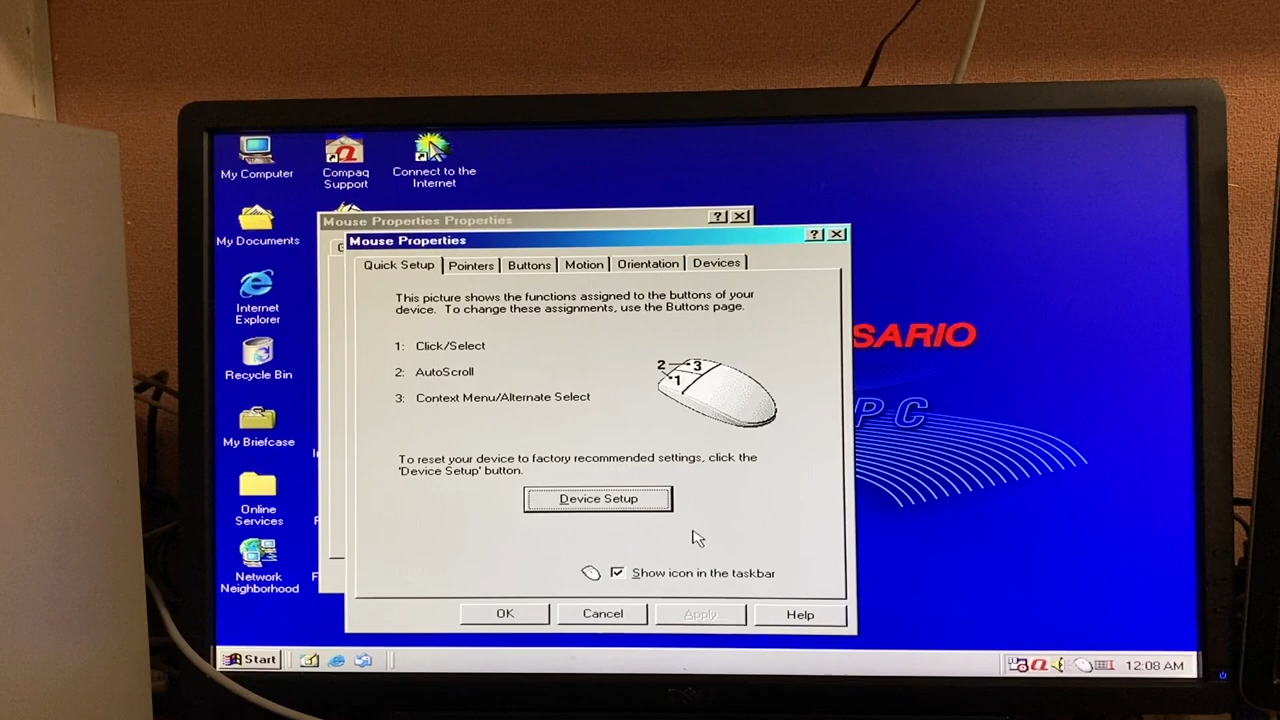 My Computer
Compaq
Support
Connect to the
Internet
My Documents
Internet
Explorer
Recycle Bin
My Briefcase
Online
Services
Network
Neighborhood
Mouse Properties Properties
Mouse Properties
Quick Setup
Pointers
Buttons
Motion
Orientation
Devices
This picture shows the functions assigned to the buttons of your
device. To change these assignments, use the Buttons page.
1: Click/Select
2: AutoScroll
3: Context Menu/Alternate Select
2 3
1
To reset your device to factory recommended settings, click the
'Device Setup' button.
Device Setup
Show icon in the taskbar
OK
Cancel
Apply
Help
SARIO
PC
Start
12:08 AM